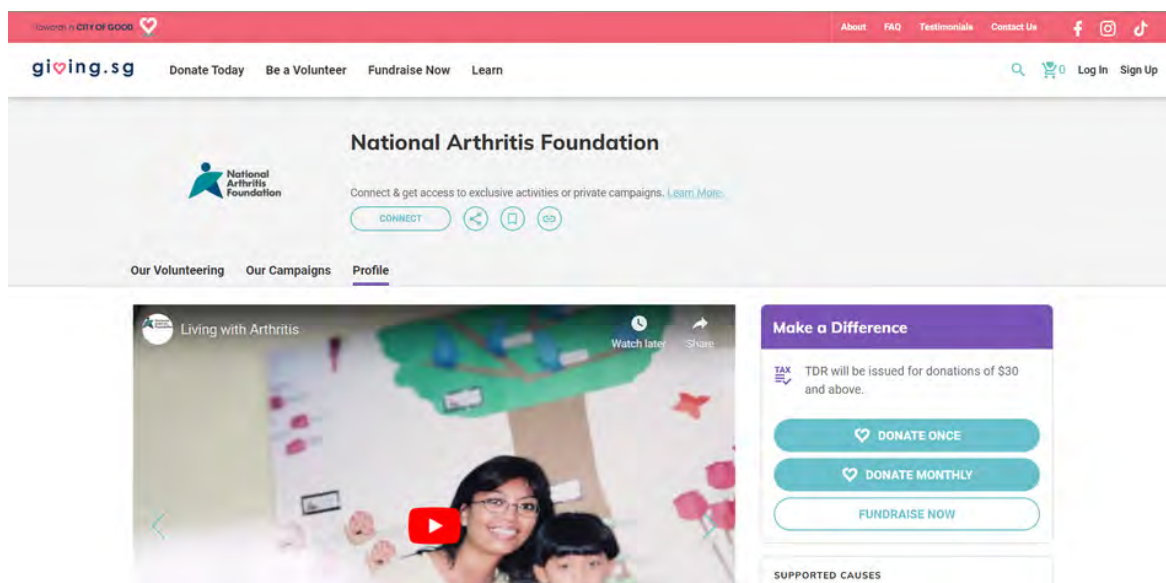 Powered by CITY OF GOOD
About FAQ Testimonials Contact Us
giving.sg Donate Today Be a Volunteer Fundraise Now Learn
0 Log In Sign Up
National Arthritis Foundation
National
Arthritis
Foundation
Connect & get access to exclusive activities or private campaigns. Learn More.
CONNECT
Our Volunteering Our Campaigns Profile
Living with Arthritis
Watch later
Share
Make a Difference
TAX
TDR will be issued for donations of $30
and above.
DONATE ONCE
DONATE MONTHLY
FUNDRAISE NOW
SUPPORTED CAUSES